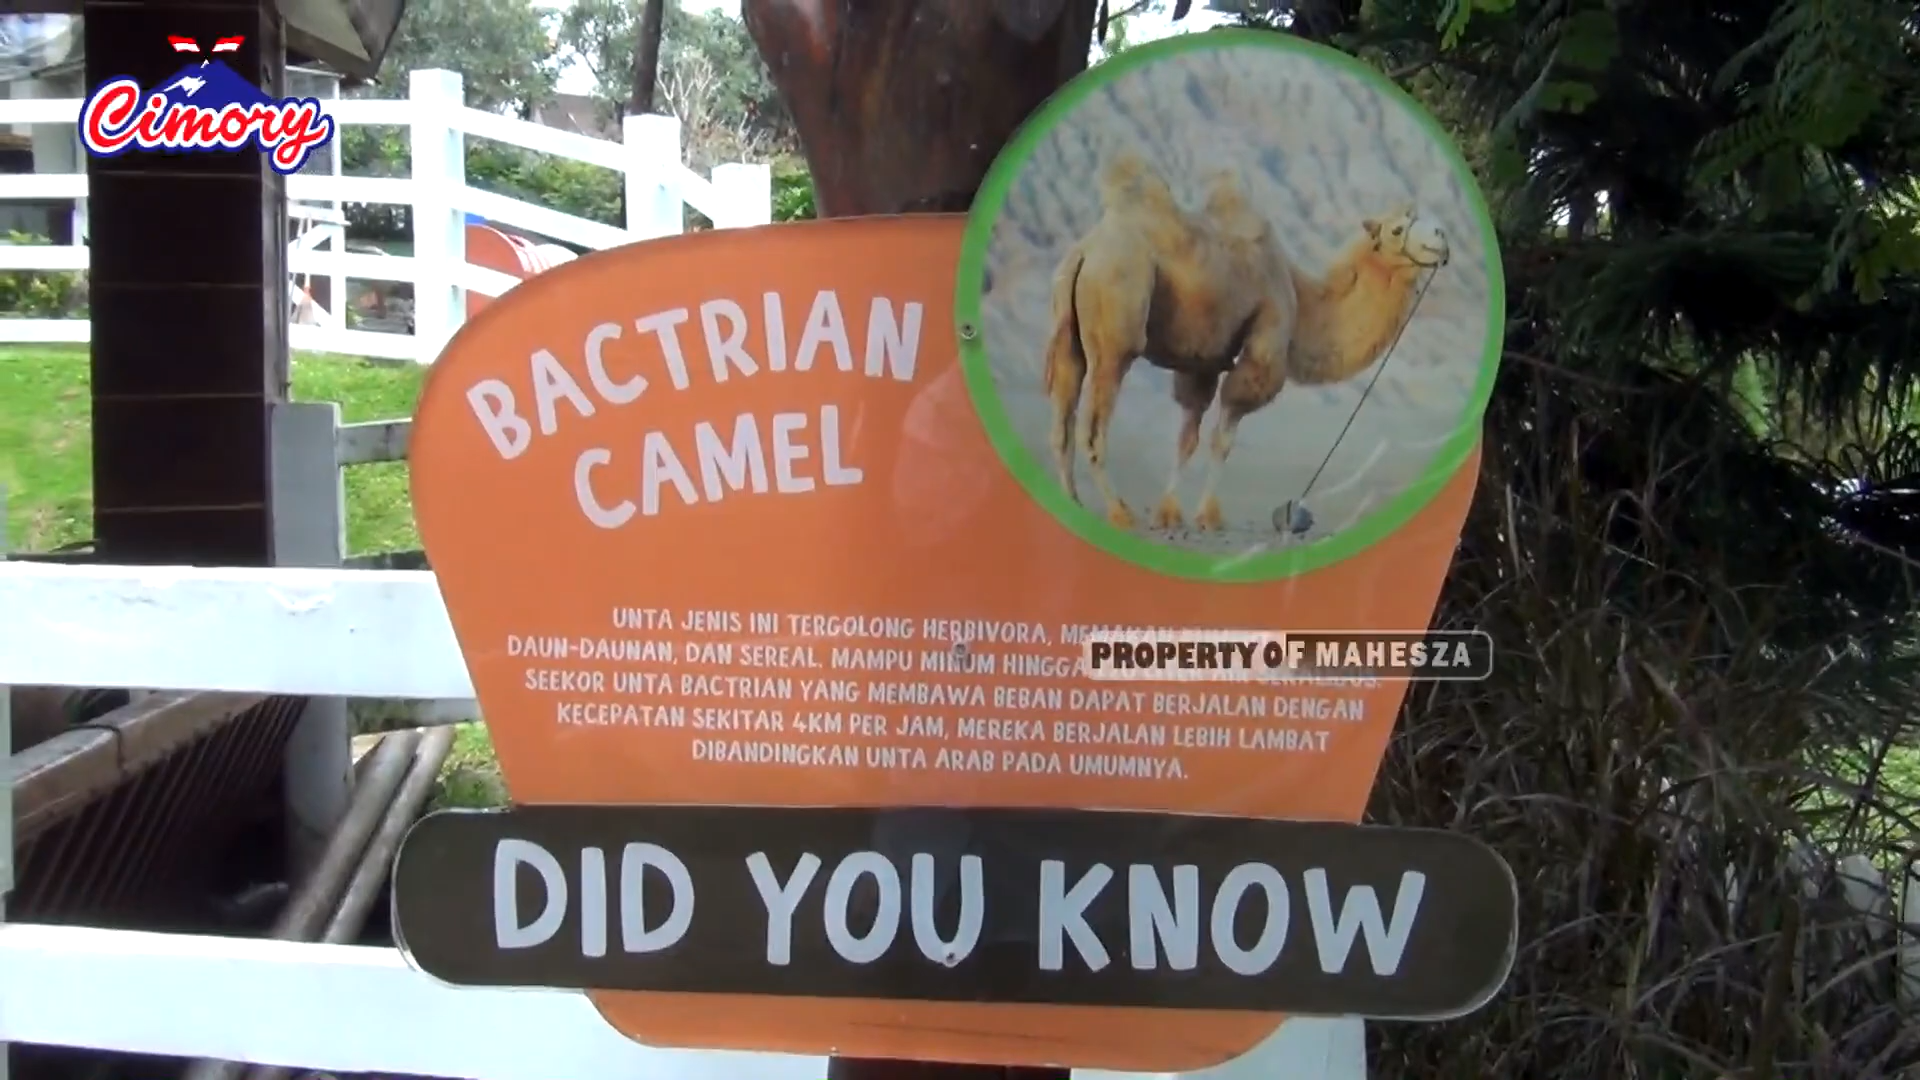 Cimory
BACTRIAN
CAMEL
UNTA JENIS INI TERGOLONG HERBIVORA, MEMAKAN
DAUN-DAUNAN, DAN SEREAL. MAMPU MINUM HINGGA
PROPERTY OF MAHESZA
SEEKOR UNTA BACTRIAN YANG MEMBAWA BEBAN DAPAT BERJALAN DENGAN
KECEPATAN SEKITAR 4KM PER JAM, MEREKA BERJALAN LEBIH LAMBAT
DIBANDINGKAN UNTA ARAB PADA UMUMNYA.
DID YOU KNOW